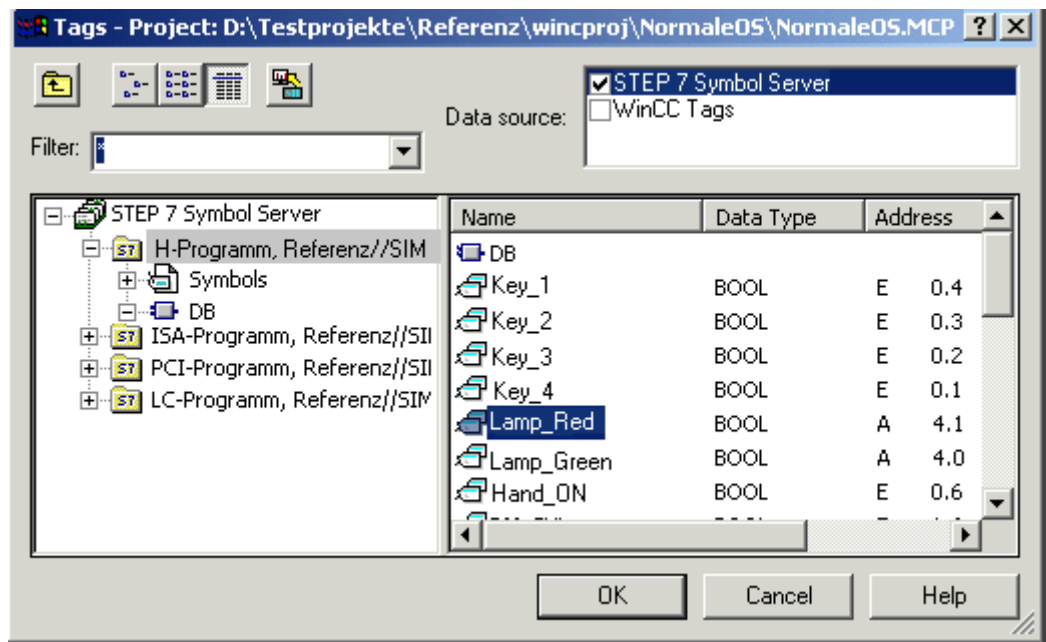 Tags - Project: D:\Testprojekte\Referenz\wincproj\NormaleOS\NormaleOS.MCP
Data source:
STEP 7 Symbol Server
WinCC Tags
Filter: *
STEP 7 Symbol Server
H-Programm, Referenz//SIM
Symbols
DB
ISA-Programm, Referenz//SI
PCI-Programm, Referenz//SI
LC-Programm, Referenz//SIM
Name Data Type Address
DB
Key_1 BOOL E 0.4
Key_2 BOOL E 0.3
Key_3 BOOL E 0.2
Key_4 BOOL E 0.1
Lamp_Red BOOL A 4.1
Lamp_Green BOOL A 4.0
Hand_ON BOOL E 0.6
OK Cancel Help